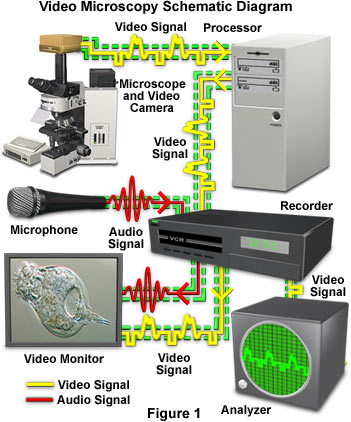 Video Microscopy Schematic Diagram
Video Signal
Processor
Microscope
and Video
Camera
POWER
Video
Signal
Microphone
Audio
Signal
Recorder
VCR
Video
Signal
Video Monitor
Video
Signal
Video Signal
Audio Signal
Figure 1
Analyzer